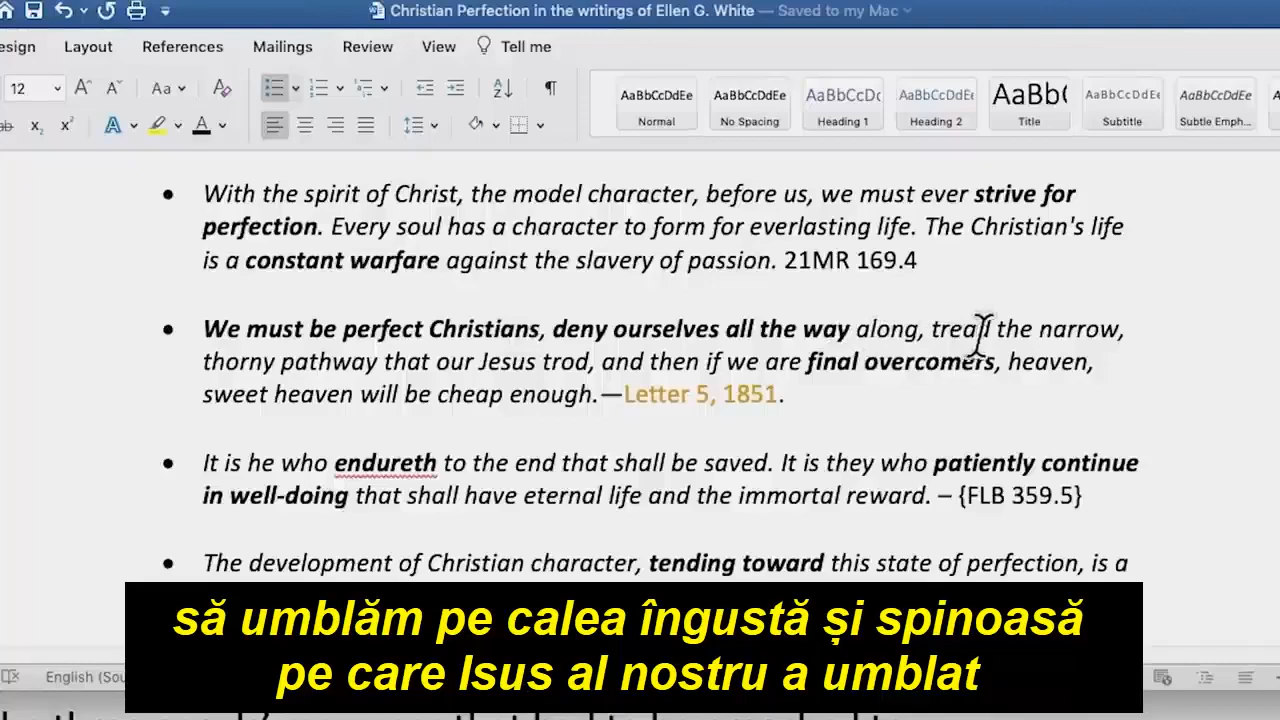 Christian Perfection in the writings of Ellen G. White — Saved to my Mac
esign Layout References Mailings Review View Tell me
12 Aa
AaBbCcDdEe AaBbCcDdEe AaBbCcDc AaBbCcDdEe AaBb( AaBbCcDdEe AaBbCcDdEe
ab x₂ x² A A Normal No Spacing Heading 1 Heading 2 Title Subtitle Subtle Emph...
• With the spirit of Christ, the model character, before us, we must ever strive for
perfection. Every soul has a character to form for everlasting life. The Christian's life
is a constant warfare against the slavery of passion. 21MR 169.4
• We must be perfect Christians, deny ourselves all the way along, tread the narrow,
thorny pathway that our Jesus trod, and then if we are final overcomers, heaven,
sweet heaven will be cheap enough.—Letter 5, 1851.
• It is he who endureth to the end that shall be saved. It is they who patiently continue
in well-doing that shall have eternal life and the immortal reward. – {FLB 359.5}
• The development of Christian character, tending toward this state of perfection, is a
să umblăm pe calea îngustă și spinoasă
pe care Isus al nostru a umblat
English (Sou